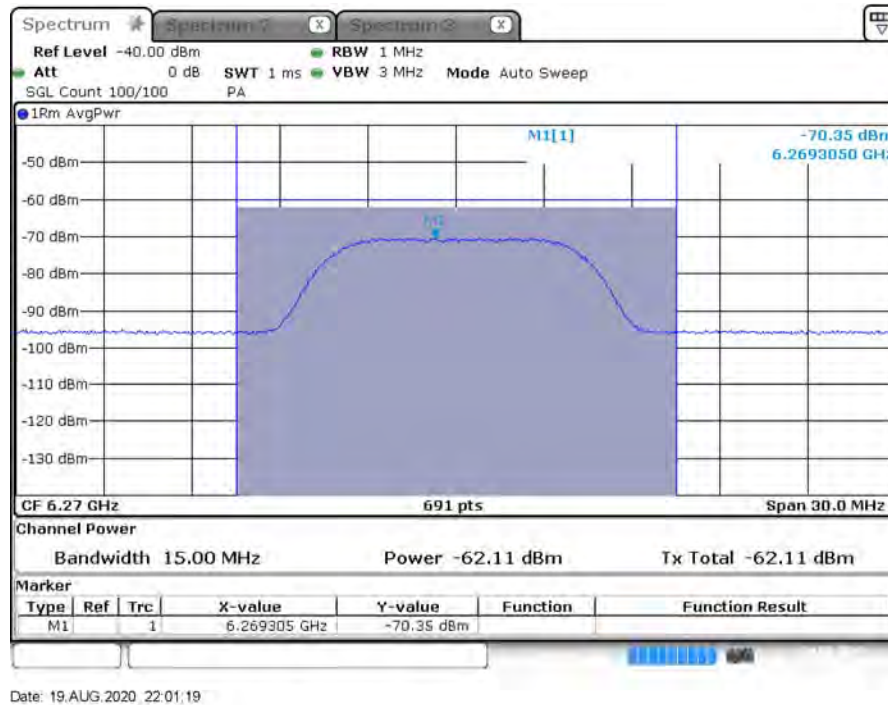 Spectrum Spectrum 2 X Spectrum 3 X
Ref Level -40.00 dBm RBW 1 MHz
Att 0 dB SWT 1 ms VBW 3 MHz Mode Auto Sweep
SGL Count 100/100 PA
1Rm AvgPwr
M1[1] -70.35 dBm
6.2693050 GHz
-50 dBm
-60 dBm
M1
-70 dBm
-80 dBm
-90 dBm
-100 dBm
-110 dBm
-120 dBm
-130 dBm
CF 6.27 GHz 691 pts Span 30.0 MHz
Channel Power
Bandwidth 15.00 MHz Power -62.11 dBm Tx Total -62.11 dBm
Marker
Type Ref Trc X-value Y-value Function Function Result
M1 1 6.269305 GHz -70.35 dBm
Date: 19.AUG.2020 22:01:19